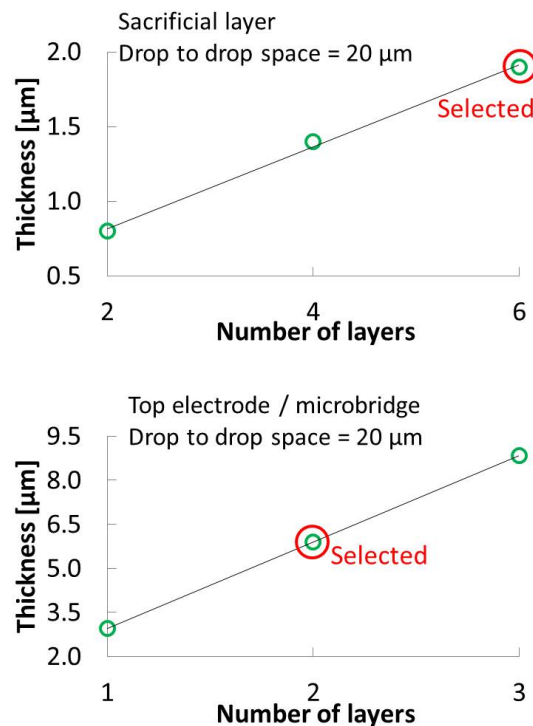 Sacrificial layer
Drop to drop space = 20 µm
Thickness [µm]
2.0
1.5
1.0
0.5
Selected
2 4 6
Number of layers
Top electrode / microbridge
Drop to drop space = 20 µm
Thickness [µm]
9.5
8.0
6.5
5.0
3.5
2.0
Selected
1 2 3
Number of layers